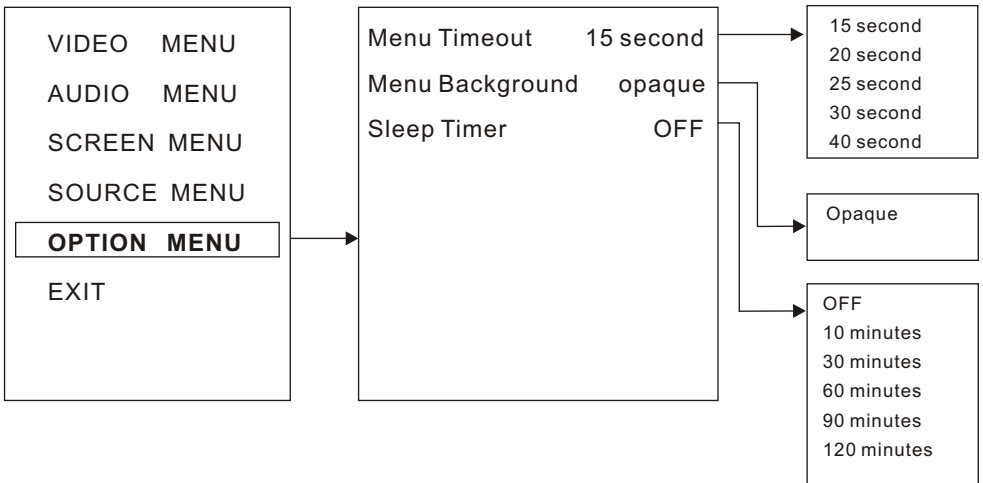 VIDEO MENU
AUDIO MENU
SCREEN MENU
SOURCE MENU
OPTION MENU
EXIT
Menu Timeout 15 second
Menu Background opaque
Sleep Timer OFF
15 second
20 second
25 second
30 second
40 second
Opaque
OFF
10 minutes
30 minutes
60 minutes
90 minutes
120 minutes